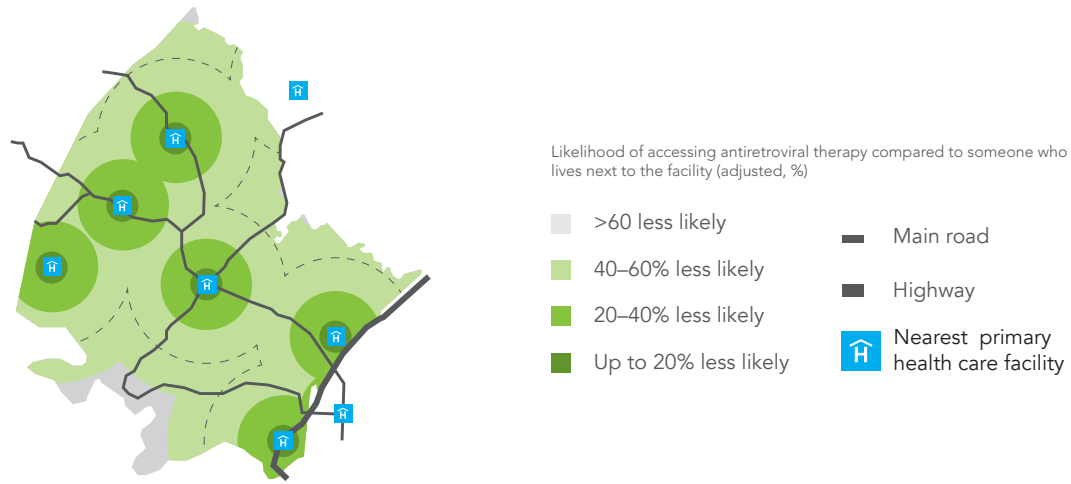 Likelihood of accessing antiretroviral therapy compared to someone who
lives next to the facility (adjusted, %)
>60 less likely
40–60% less likely
20–40% less likely
Up to 20% less likely
Main road
Highway
Nearest primary
health care facility